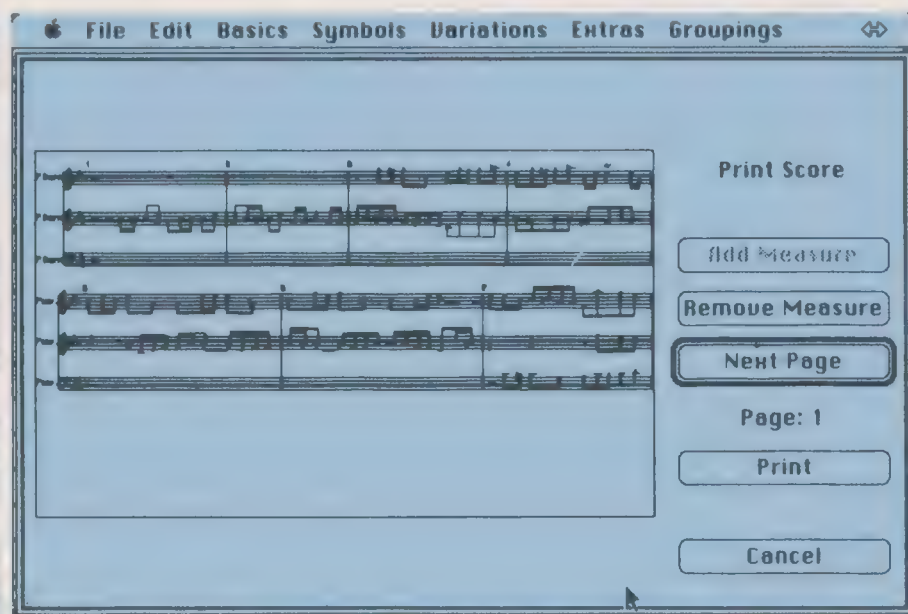 File Edit Basics Symbols Variations Extras Groupings
Print Score
Add Measure
Remove Measure
Next Page
Page: 1
Print
Cancel